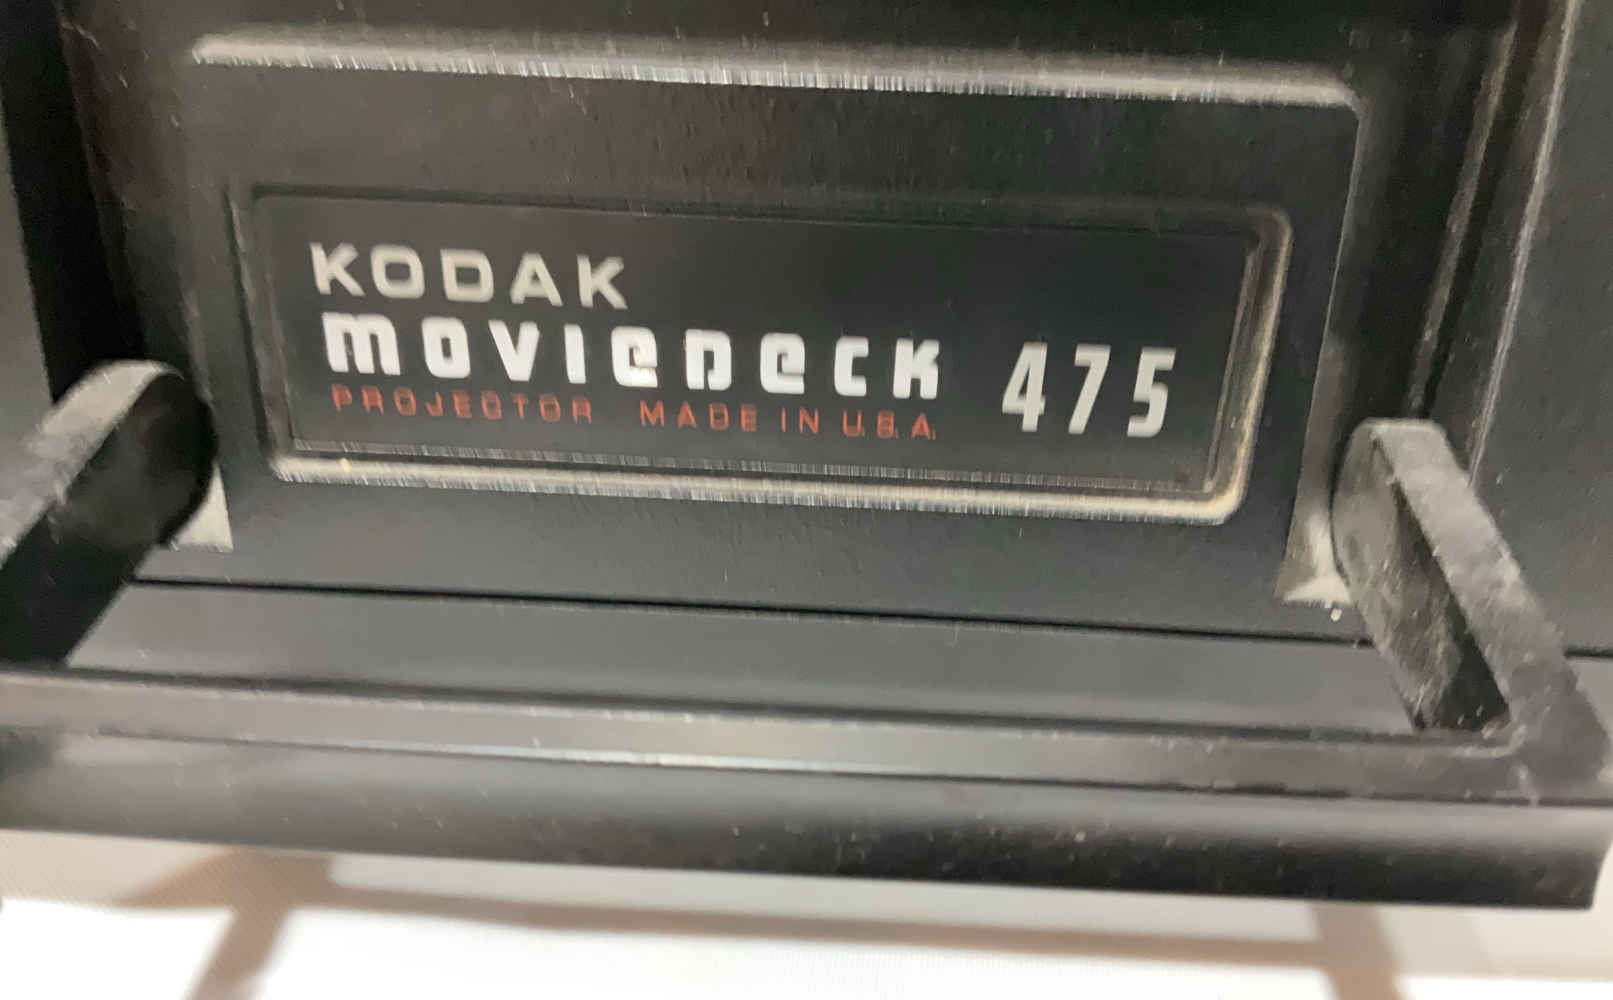 KODAK
movieDeck 475
PROJECTOR MADE IN U.S.A.